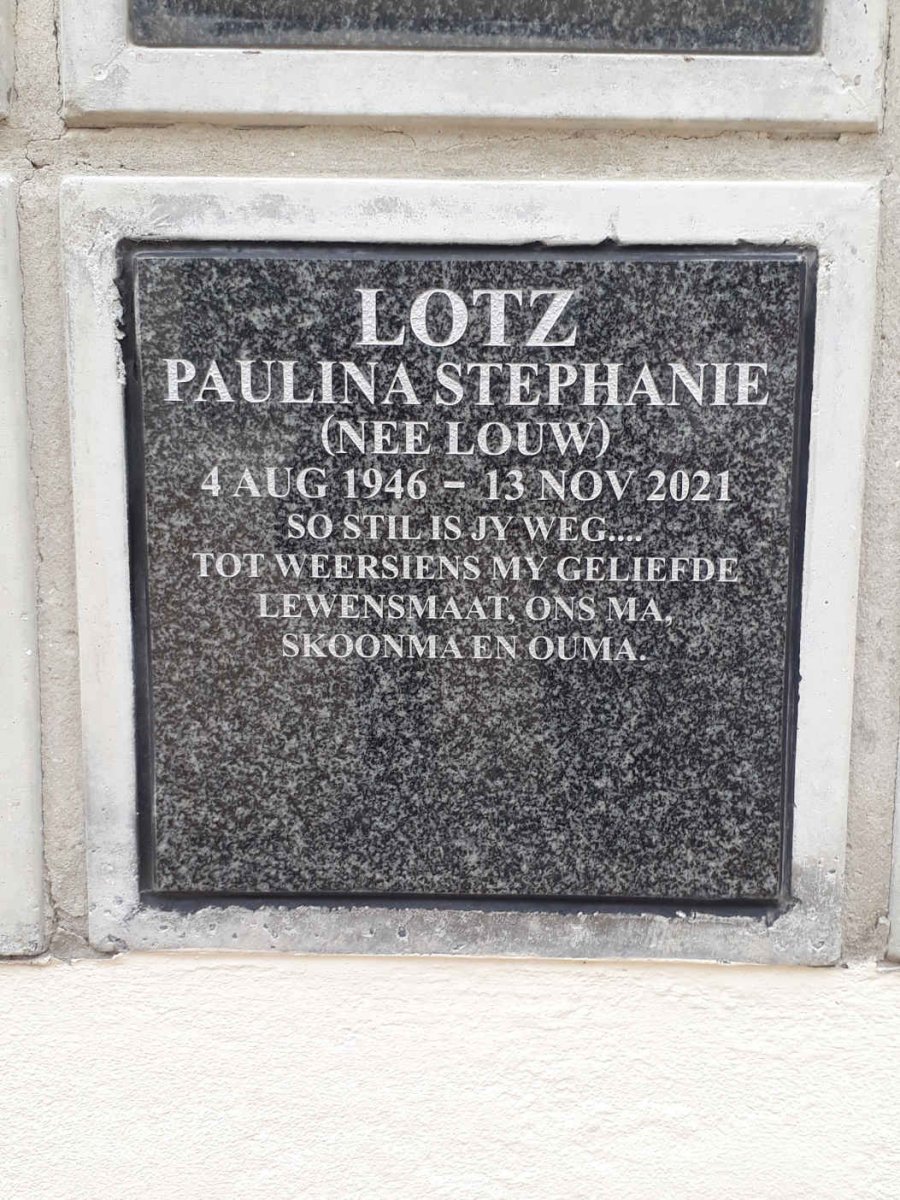 LOTZ
PAULINA STEPHANIE
(NEE LOUW)
4 AUG 1946 – 13 NOV 2021
SO STIL IS JY WEG....
TOT WEERSIENS MY GELIEFDE
LEWENSMAAT, ONS MA,
SKOONMA EN OUMA.